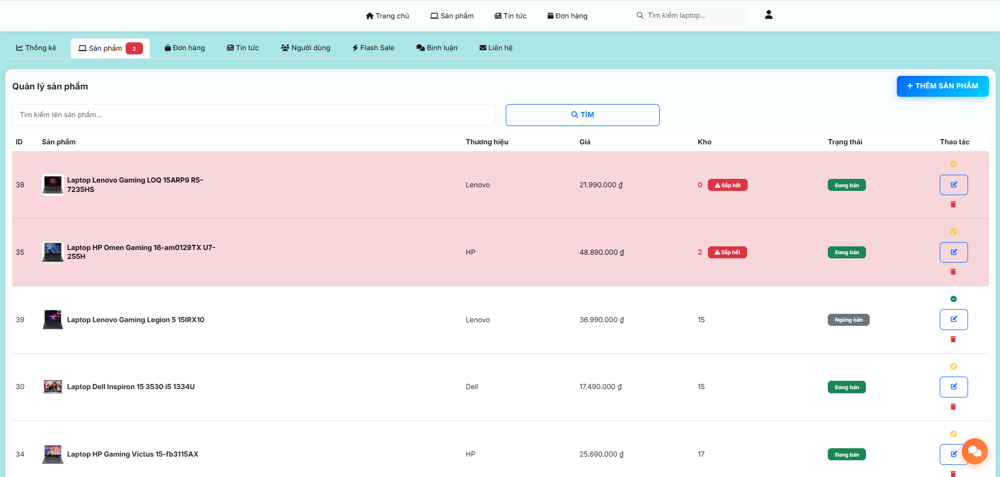 Trang chủ
Sản phẩm
Tin tức
Đơn hàng
Tìm kiếm laptop...
Thống kê
Sản phẩm 2
Đơn hàng
Tin tức
Người dùng
Flash Sale
Bình luận
Liên hệ
Quản lý sản phẩm
THÊM SẢN PHẨM
Tìm kiếm tên sản phẩm...
TÌM
ID Sản phẩm Thương hiệu Giá Kho Trạng thái Thao tác
38 Laptop Lenovo Gaming LOQ 15ARP9 R5-
7235HS Lenovo 21.990.000 ₫ 0 Sắp hết Đang bán
35 Laptop HP Omen Gaming 16-am0129TX U7-
255H HP 48.890.000 ₫ 2 Sắp hết Đang bán
39 Laptop Lenovo Gaming Legion 5 15IRX10 Lenovo 36.990.000 ₫ 15 Ngừng bán
30 Laptop Dell Inspiron 15 3530 i5 1334U Dell 17.490.000 ₫ 15 Đang bán
34 Laptop HP Gaming Victus 15-fb3115AX HP 25.690.000 ₫ 17 Đang bán